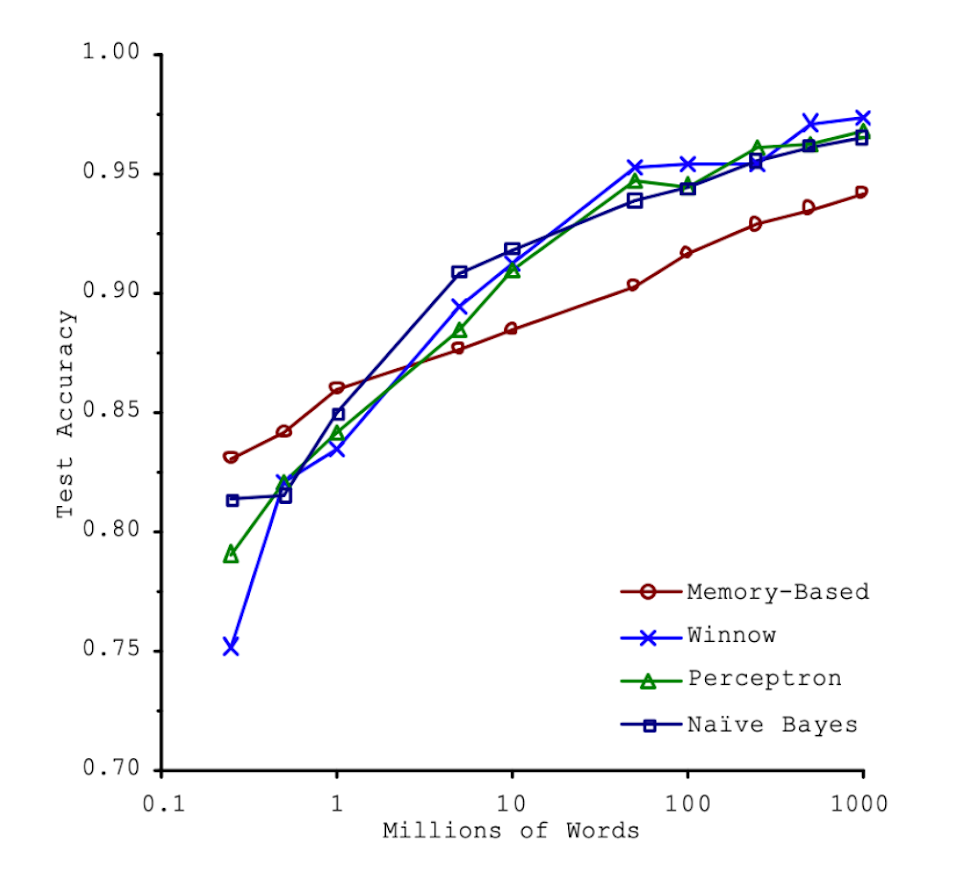 1.00
0.95
0.90
0.85
0.80
0.75
0.70
Test Accuracy
Memory-Based
Winnow
Perceptron
Naïve Bayes
0.1 1 10 100 1000
Millions of Words